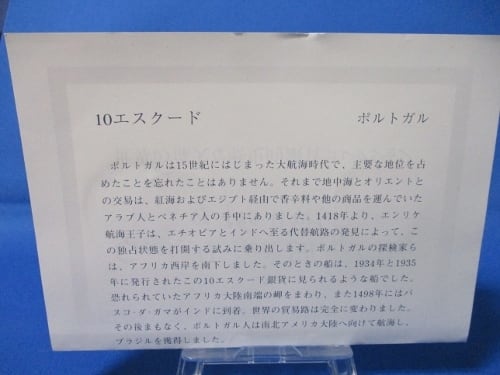 10エスクード ポルトガル
ポルトガルは15世紀にはじまった大航海時代で、主要な地位を占
めたことを忘れたことはありません。それまで地中海とオリエントと
の交易は、紅海およびエジプト経由で香辛料や他の商品を運んでいた
アラブ人とベネチア人の手中にありました。1418年より、エンリケ
航海王子は、エチオピアとインドへ至る代替航路の発見によって、こ
の独占状態を打開する試みに乗り出します。ポルトガルの探検家ら
は、アフリカ西岸を南下しました。そのときの船は、1934年と1935
年に発行されたこの10エスクード銀貨に見られるような船でした。
恐れられていたアフリカ大陸南端の岬をまわり、また1498年にはバ
スコ・ダ・ガマがインドに到着。世界の貿易路は完全に変わりました。
その後まもなく、ポルトガル人は南北アメリカ大陸へ向けて航海し、
ブラジルを獲得しました。